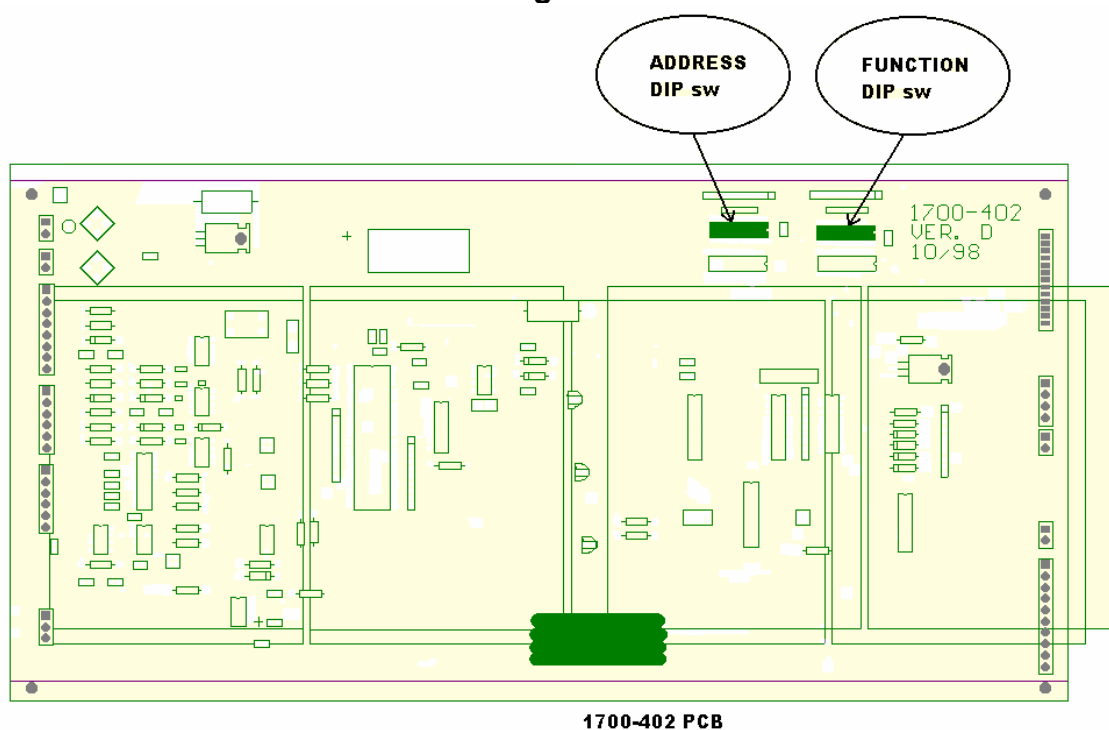 ADDRESS
DIP sw
FUNCTION
DIP sw
1700-402
VER. D
10/98
+
+
1700-402 PCB